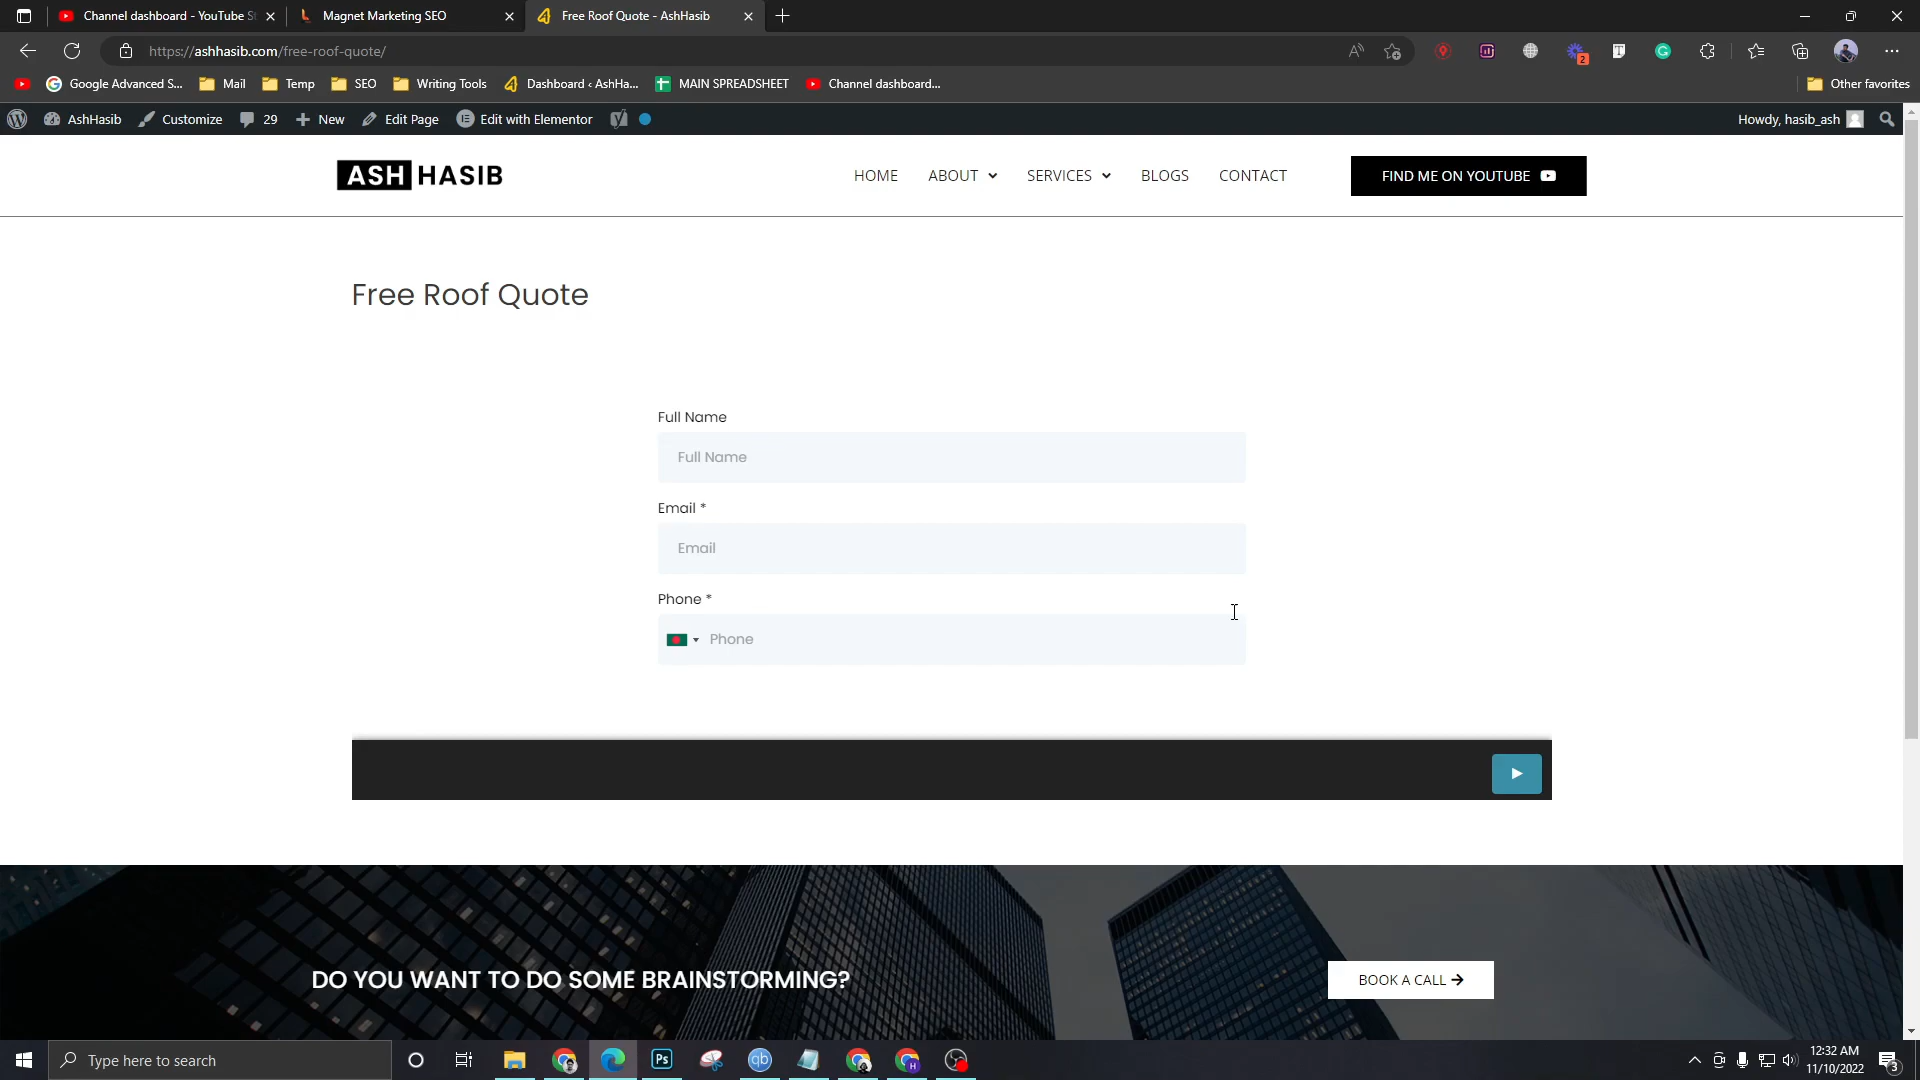 Channel dashboard - YouTube St
Magnet Marketing SEO
Free Roof Quote - AshHasib
https://ashhasib.com/free-roof-quote/
2
Google Advanced S...
Mail
Temp
SEO
Writing Tools
Dashboard ‹ AshHa...
MAIN SPREADSHEET
Channel dashboard...
Other favorites
AshHasib
Customize
29
New
Edit Page
Edit with Elementor
Howdy, hasib_ash
ASH HASIB
HOME
ABOUT
SERVICES
BLOGS
CONTACT
FIND ME ON YOUTUBE
Free Roof Quote
Full Name
Full Name
Email *
Email
Phone *
Phone
DO YOU WANT TO DO SOME BRAINSTORMING?
BOOK A CALL
Type here to search
Ps
qb
H
12:32 AM
11/10/2022
3